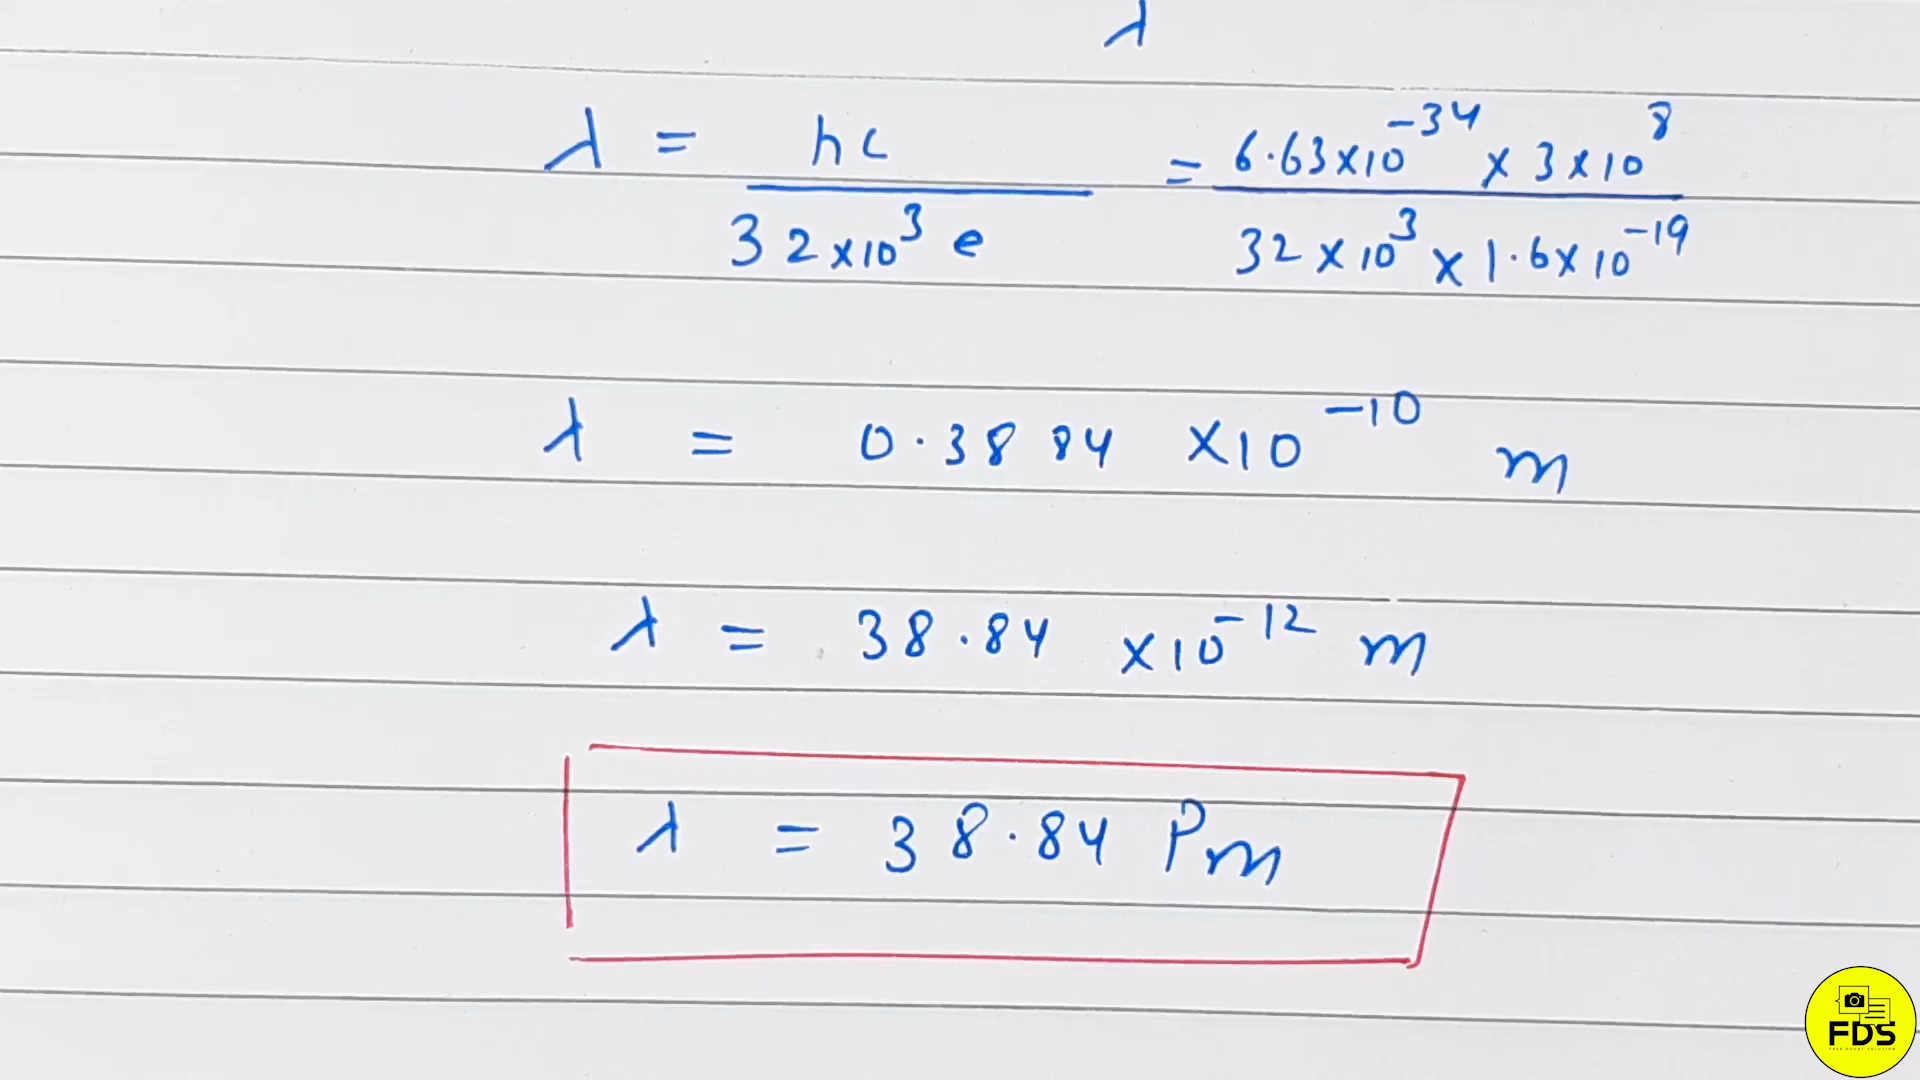 λ
λ = hc / 32×10³ e = 6.63×10⁻³⁴ × 3×10⁸ / 32×10³ × 1.6×10⁻¹⁹
λ = 0.3884 ×10⁻¹⁰ m
λ = 38.84 ×10⁻¹² m
λ = 38.84 Pm
FDS